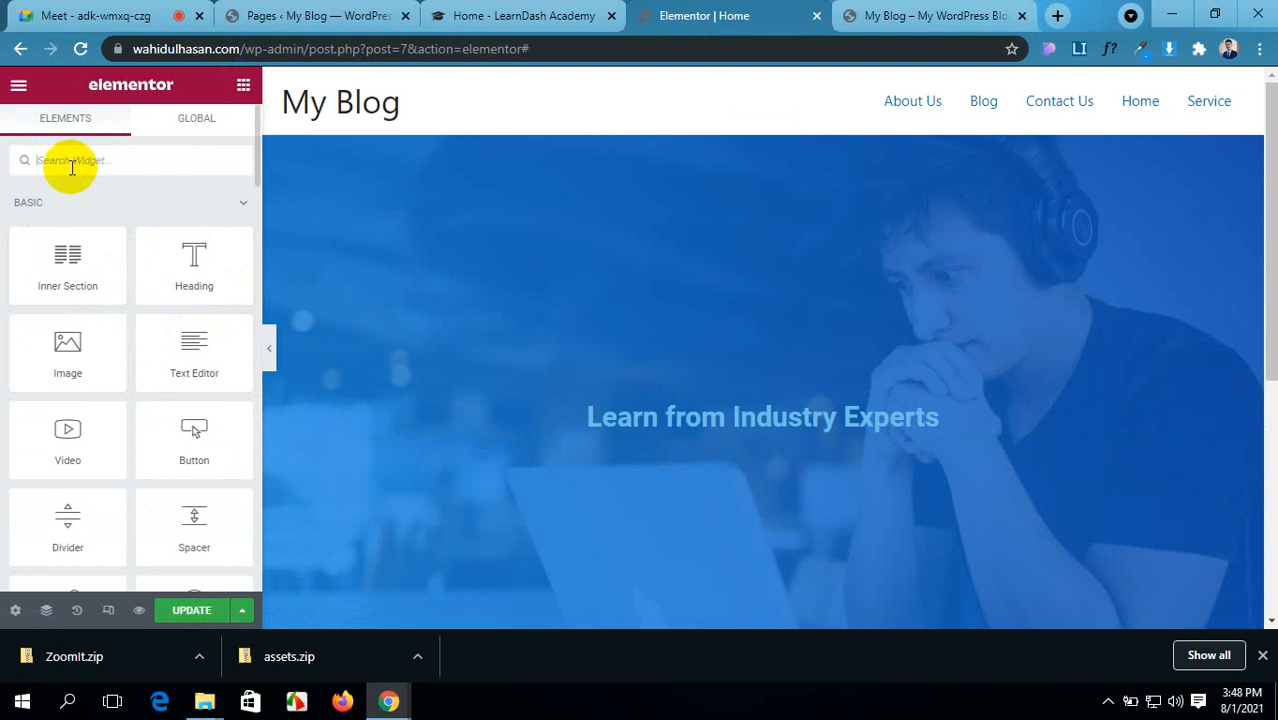 Meet - adk-wmxq-czg
Pages ‹ My Blog — WordPres
Home - LearnDash Academy
Elementor | Home
My Blog – My WordPress Blo
wahidulhasan.com/wp-admin/post.php?post=7&action=elementor#
LI
f?
elementor
ELEMENTS
GLOBAL
Search Widget...
BASIC
Inner Section
Heading
Image
Text Editor
Video
Button
Divider
Spacer
UPDATE
My Blog
About Us
Blog
Contact Us
Home
Service
Learn from Industry Experts
ZoomIt.zip
assets.zip
Show all
3:48 PM
8/1/2021